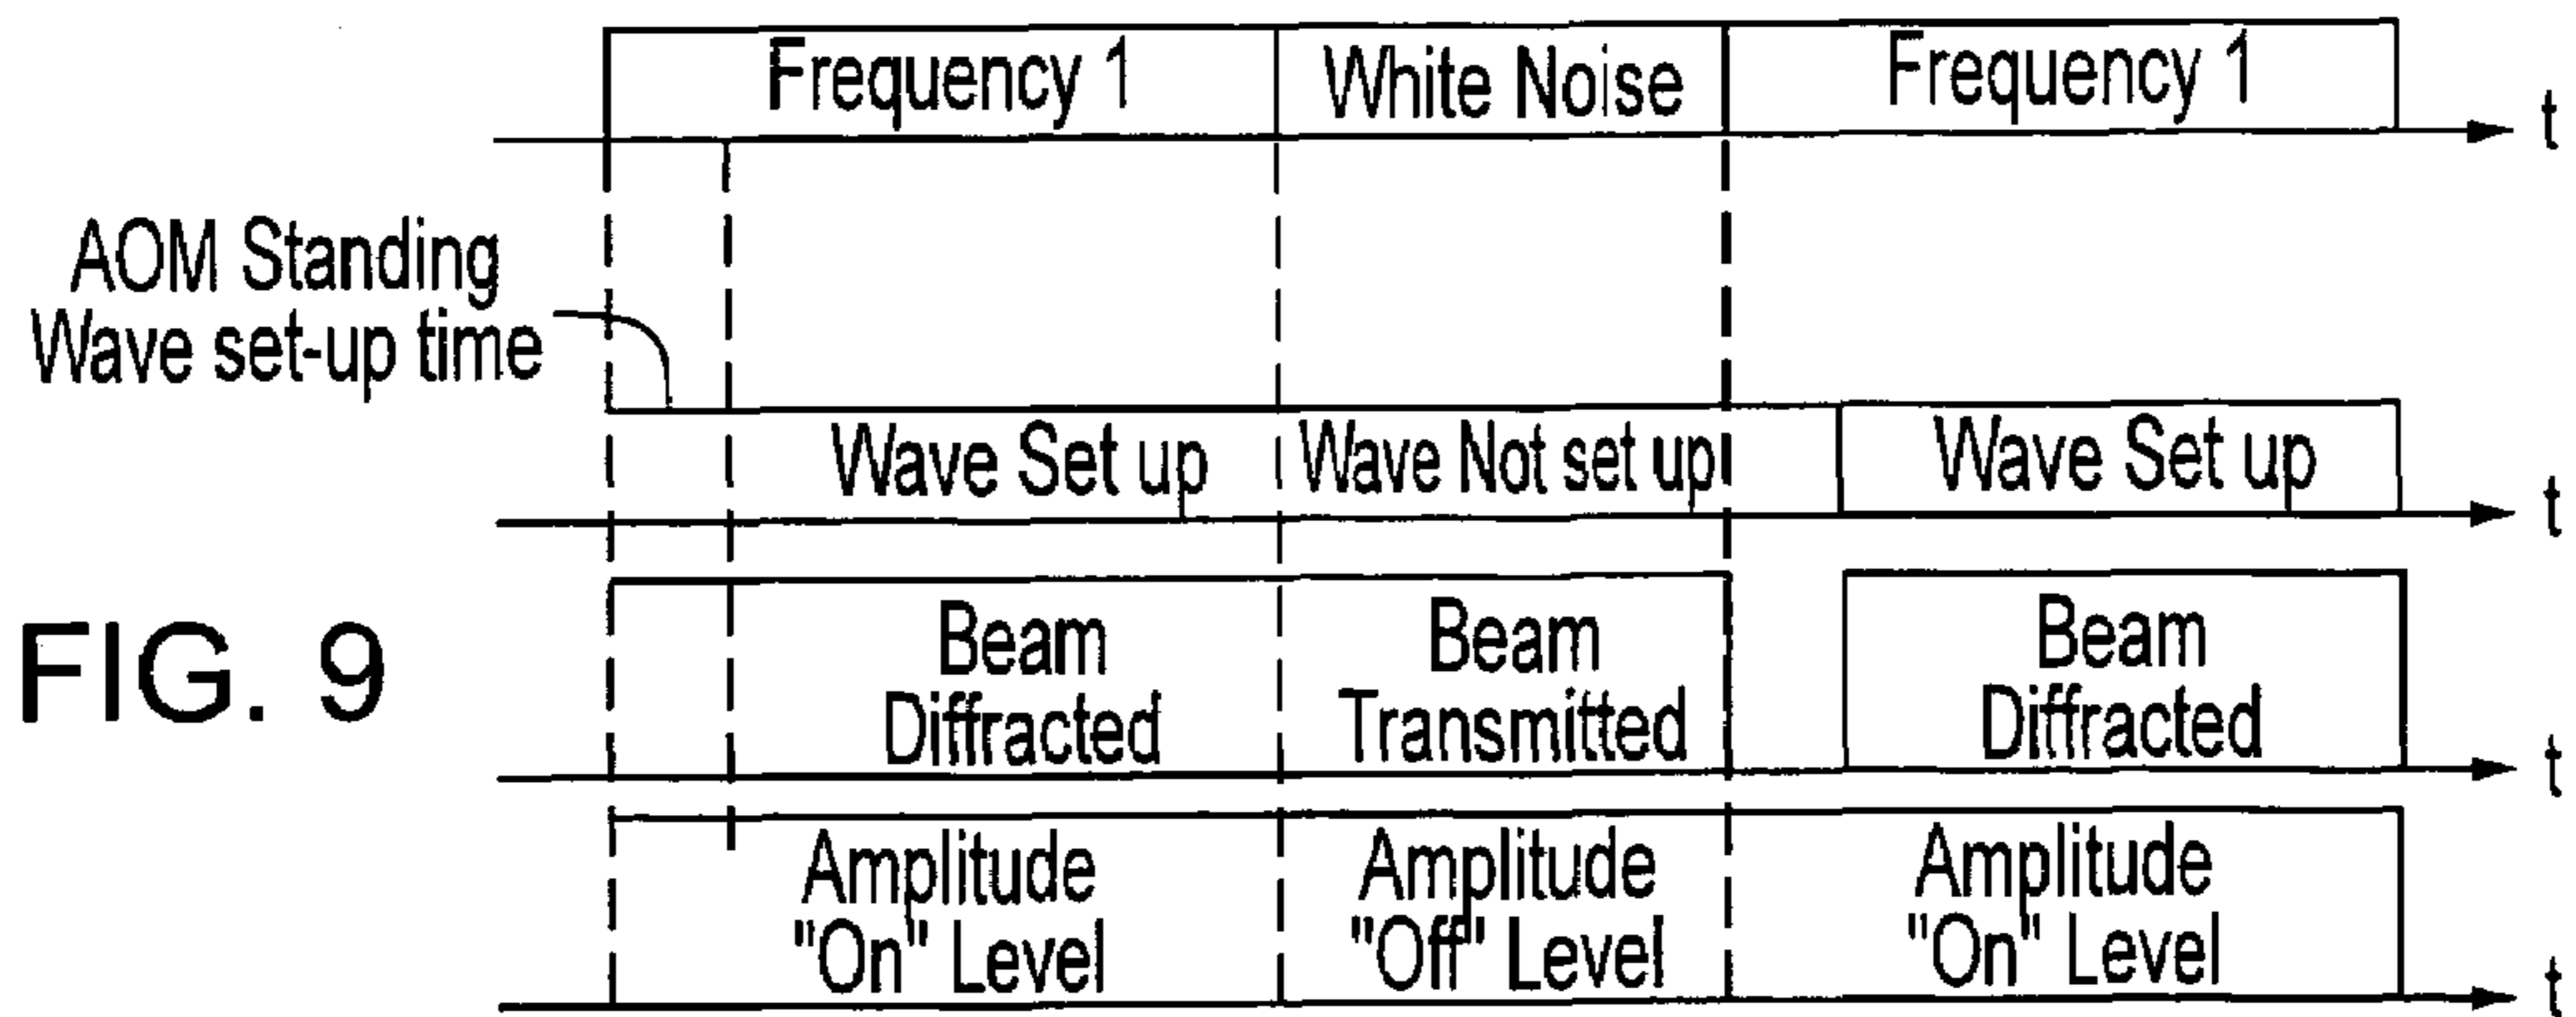 Frequency 1 White Noise Frequency 1
t
AOM Standing
Wave set-up time
Wave Set up Wave Not set up Wave Set up
t
FIG. 9
Beam Beam Beam
Diffracted Transmitted Diffracted
t
Amplitude Amplitude Amplitude
"On" Level "Off" Level "On" Level
t